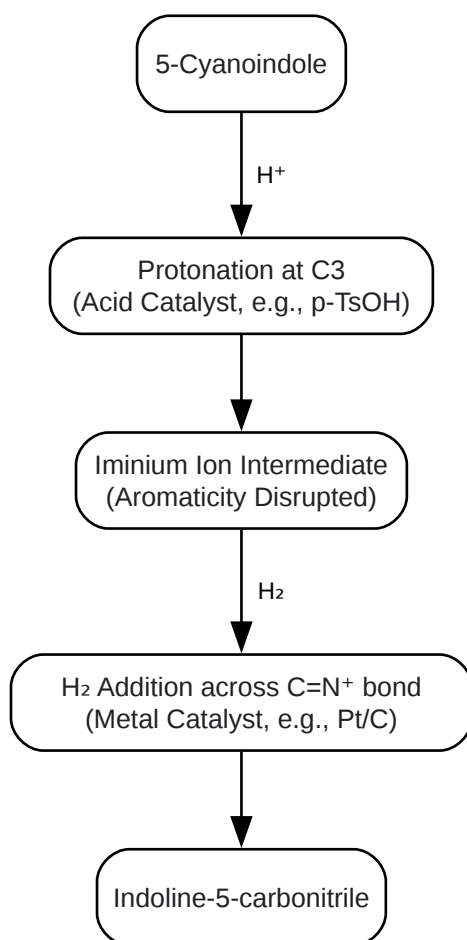 5-Cyanoindole
H⁺
Protonation at C3
(Acid Catalyst, e.g., p-TsOH)
Iminium Ion Intermediate
(Aromaticity Disrupted)
H₂
H₂ Addition across C=N⁺ bond
(Metal Catalyst, e.g., Pt/C)
Indoline-5-carbonitrile